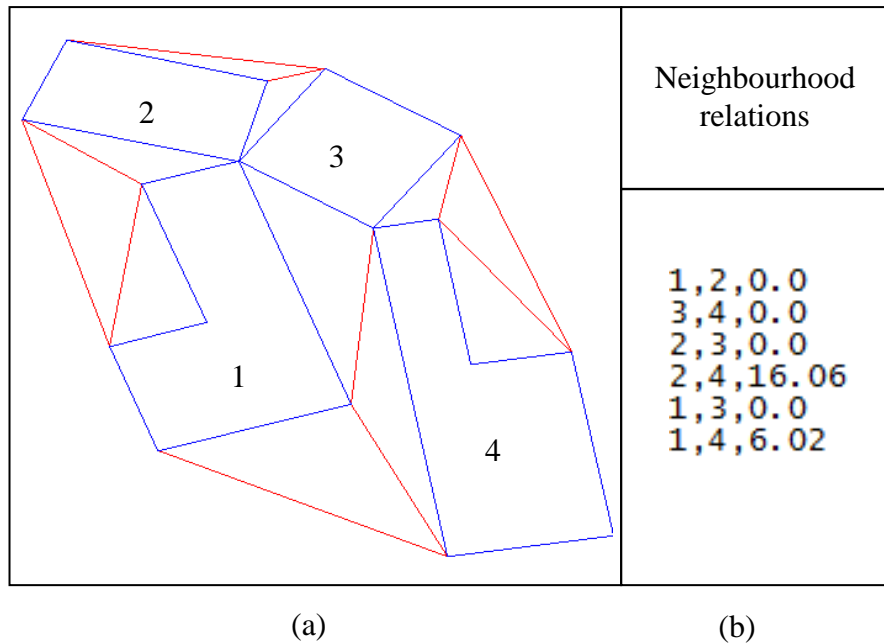 2
3
1
4
Neighbourhood
relations
1,2,0.0
3,4,0.0
2,3,0.0
2,4,16.06
1,3,0.0
1,4,6.02
(a)
(b)